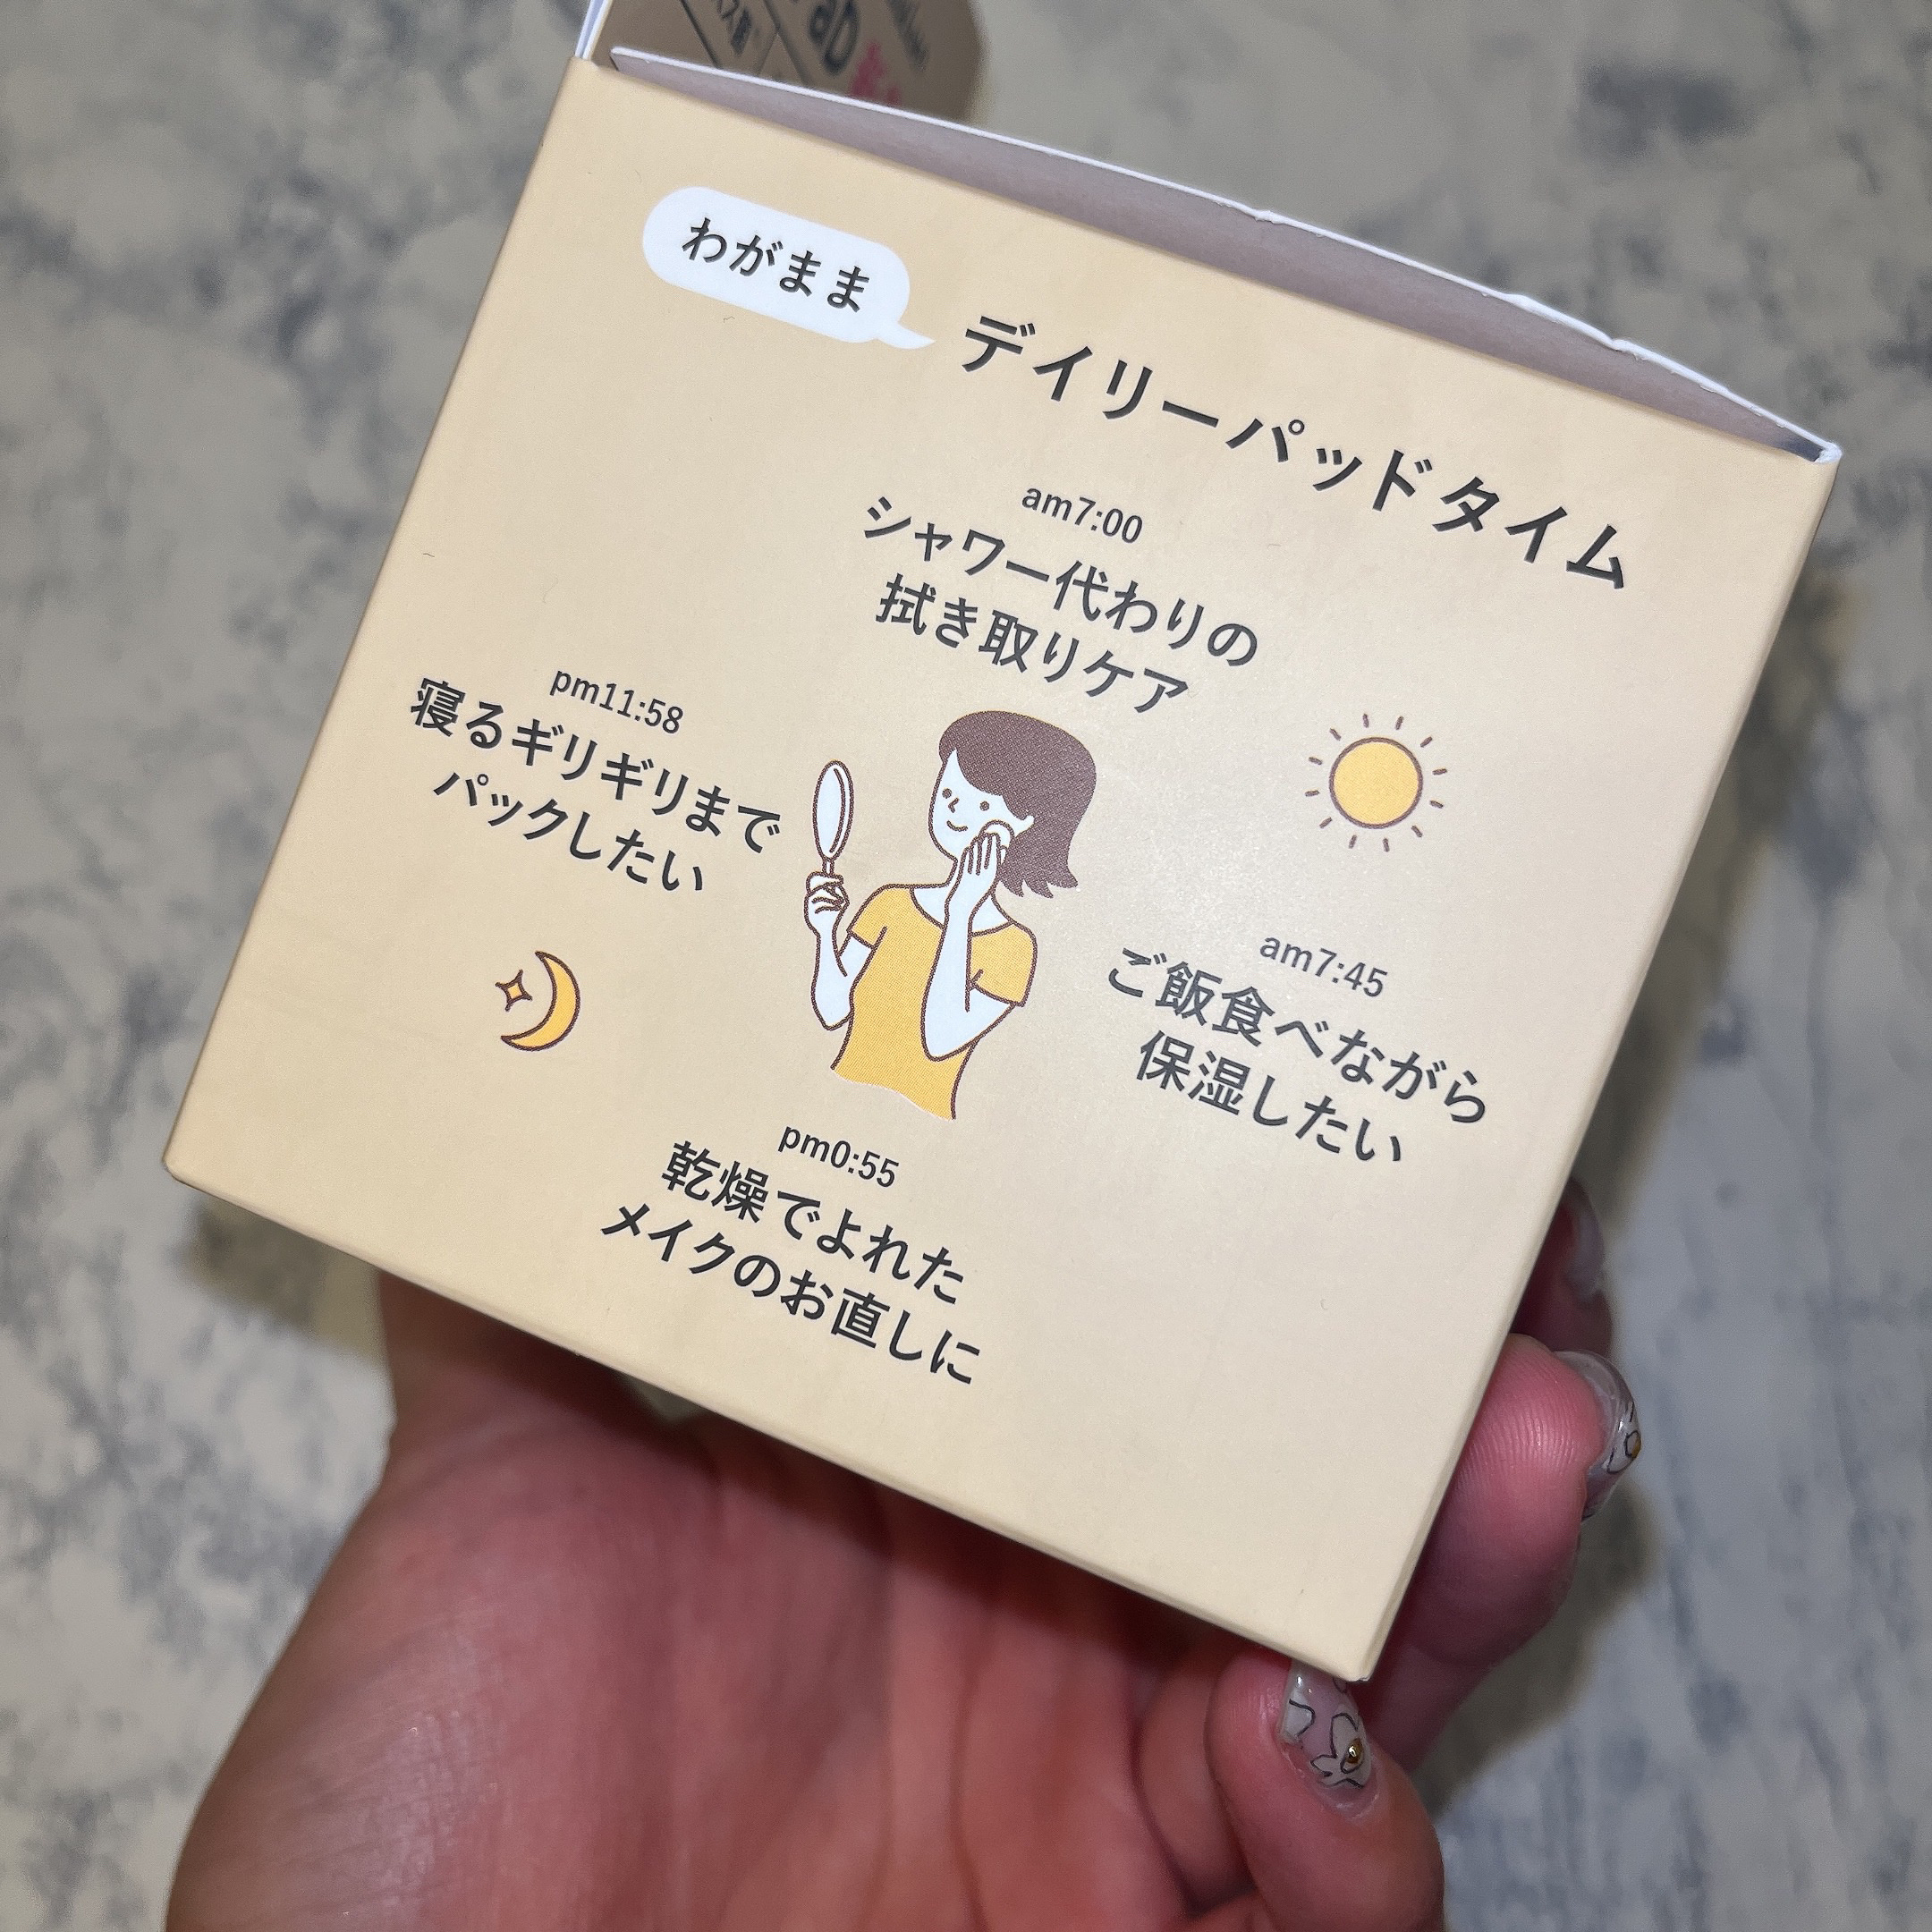 わがまま
デイリーパッドタイム
am7:00
シャワー代わりの
拭き取りケア
am7:45
ご飯食べながら
保湿したい
pm0:55
乾燥でよれた
メイクのお直しに
pm11:58
寝るギリギリまで
パックしたい